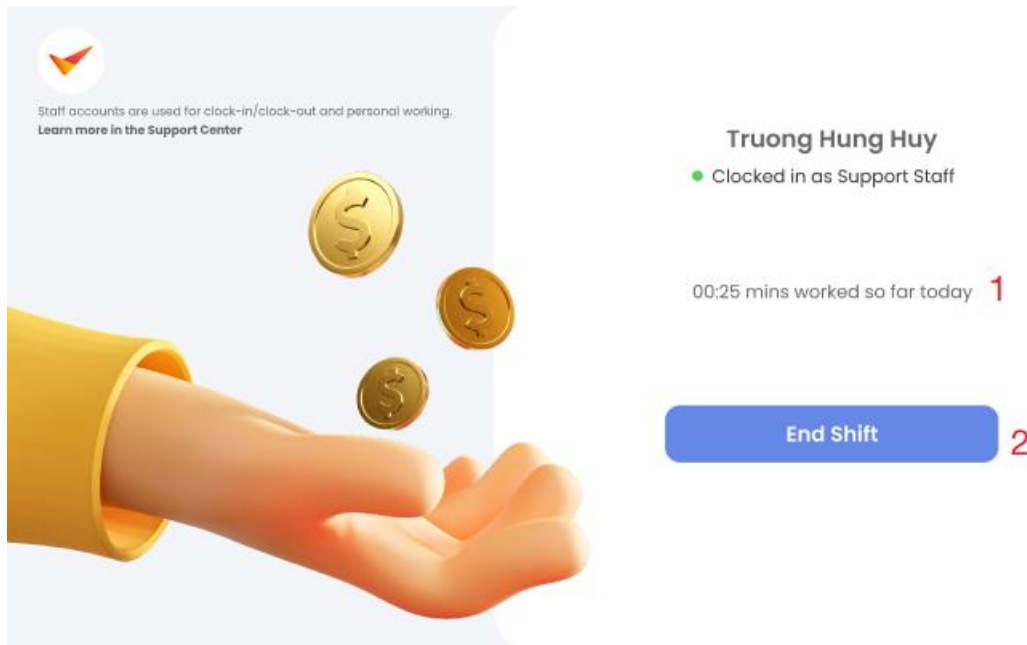 Staff accounts are used for clock-in/clock-out and personal working.
Learn more in the Support Center
Truong Hung Huy
Clocked in as Support Staff
00:25 mins worked so far today 1
End Shift 2